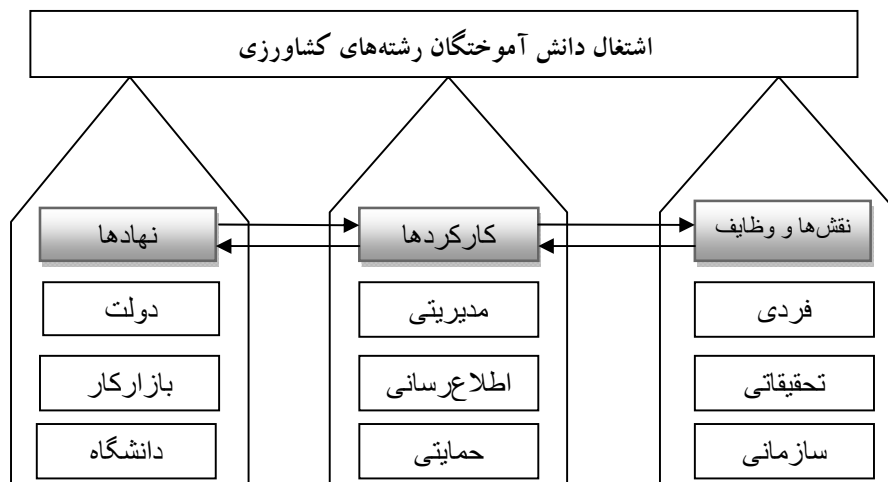 اشتغال دانش آموختگان رشته‌های کشاورزی
نقش‌ها و وظایف
کارکردها
نهادها
فردی
مدیریتی
دولت
تحقیقاتی
اطلاع‌رسانی
بازارکار
سازمانی
حمایتی
دانشگاه